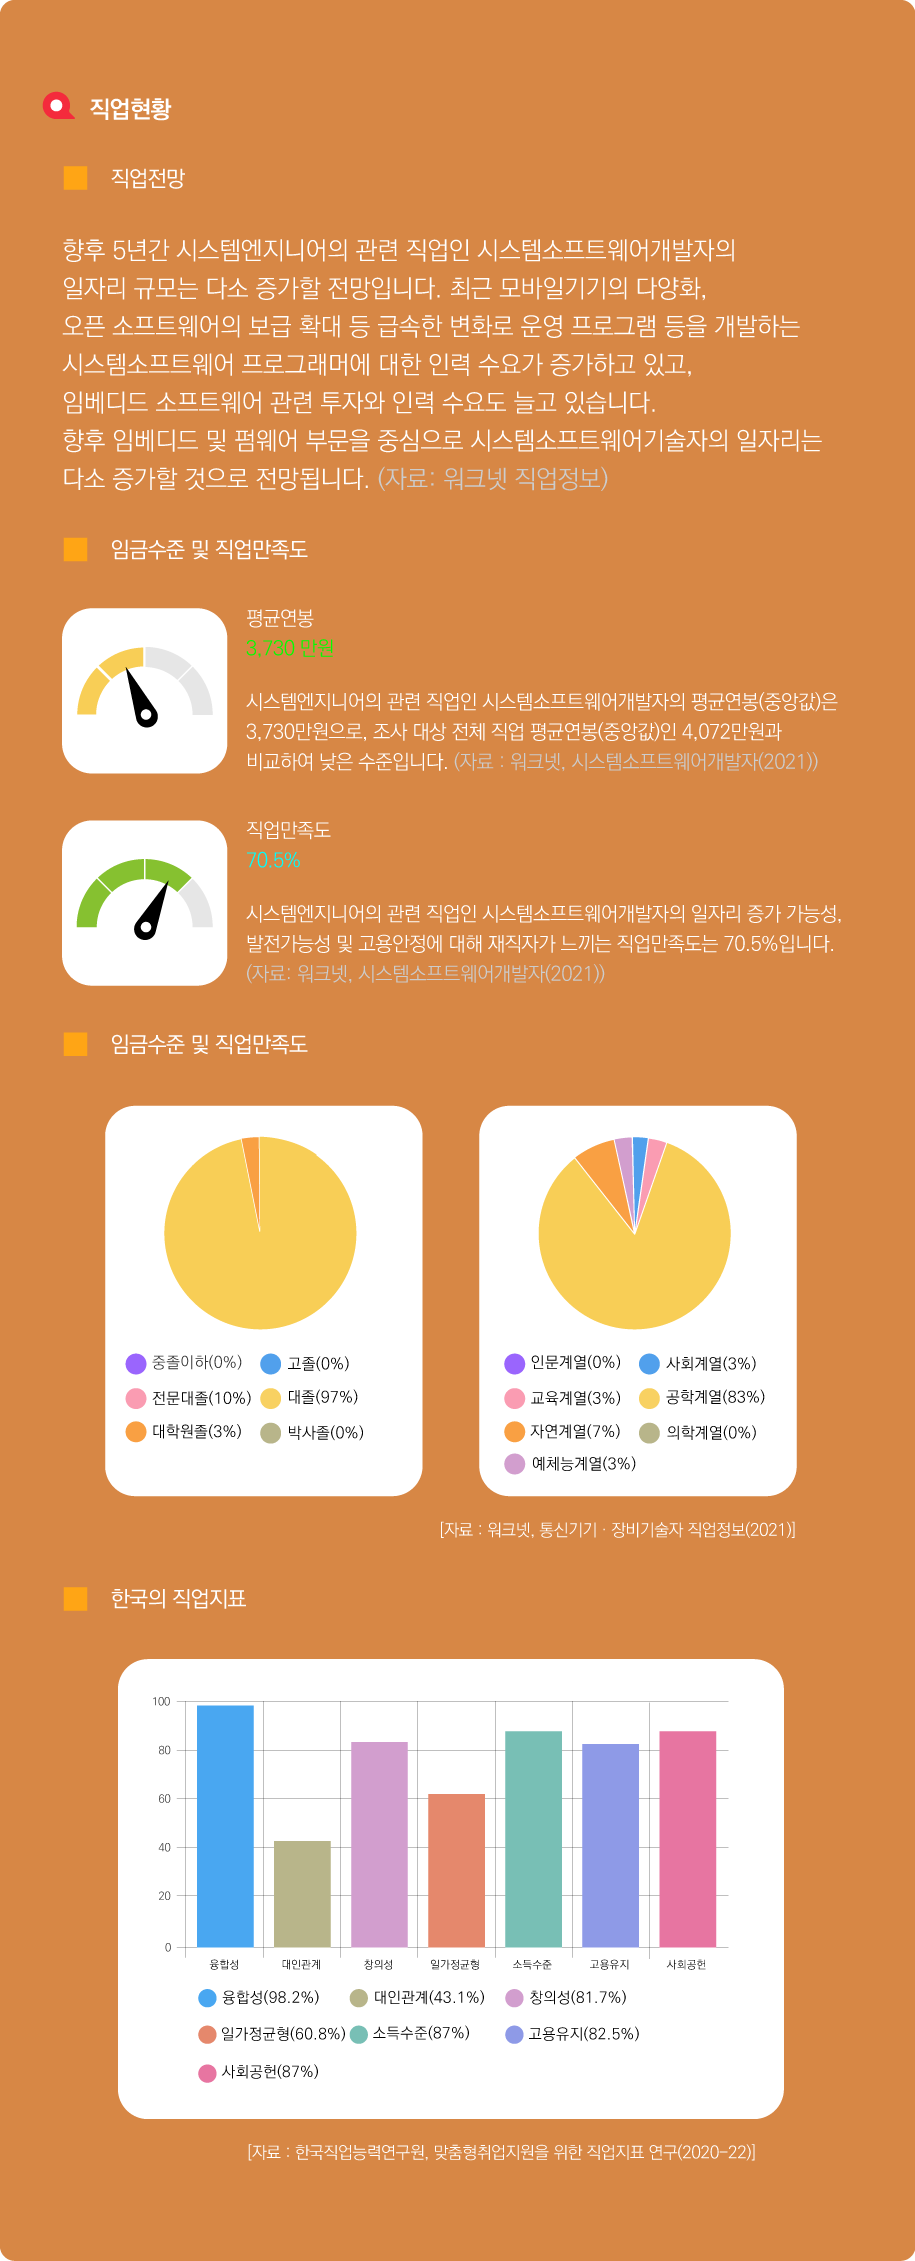 직업현황
직업전망
향후 5년간 시스템엔지니어의 관련 직업인 시스템소프트웨어개발자의
일자리 규모는 다소 증가할 전망입니다. 최근 모바일기기의 다양화,
오픈 소프트웨어의 보급 확대 등 급속한 변화로 운영 프로그램 등을 개발하는
시스템소프트웨어 프로그래머에 대한 인력 수요가 증가하고 있고,
임베디드 소프트웨어 관련 투자와 인력 수요도 늘고 있습니다.
향후 임베디드 및 펌웨어 부문을 중심으로 시스템소프트웨어기술자의 일자리는
다소 증가할 것으로 전망됩니다. (자료: 워크넷 직업정보)
임금수준 및 직업만족도
평균연봉
3.730 만원
시스템엔지니어의 관련 직업인 시스템소프트웨어개발자의 평균연봉(중앙값)은
3,730만원으로, 조사 대상 전체 직업 평균연봉(중앙값)인 4,072만원과
비교하여 낮은 수준입니다. (자료 : 워크넷, 시스템소프트웨어개발자(2021))
직업만족도
70.5%
시스템엔지니어의 관련 직업인 시스템소프트웨어개발자의 일자리 증가 가능성,
발전가능성 및 고용안정에 대해 재직자가 느끼는 직업만족도는 70.5%입니다.
(자료: 워크넷, 시스템소프트웨어개발자(2021))
임금수준 및 직업만족도
중졸이하(0%) 고졸(0%)
전문대졸(10%) 대졸(97%)
대학원졸(3%) 박사졸(0%)
인문계열(0%) 사회계열(3%)
교육계열(3%) 공학계열(83%)
자연계열(7%) 의학계열(0%)
예체능계열(3%)
[자료 : 워크넷, 통신기기 · 장비기술자 직업정보(2021)]
한국의 직업지표
100
80
60
40
20
0
융합성 대인관계 창의성 일가정균형 소득수준 고용유지 사회공헌
융합성(98.2%) 대인관계(43.1%) 창의성(81.7%)
일가정균형(60.8%) 소득수준(87%) 고용유지(82.5%)
사회공헌(87%)
[자료 : 한국직업능력연구원, 맞춤형취업지원을 위한 직업지표 연구(2020-22)]